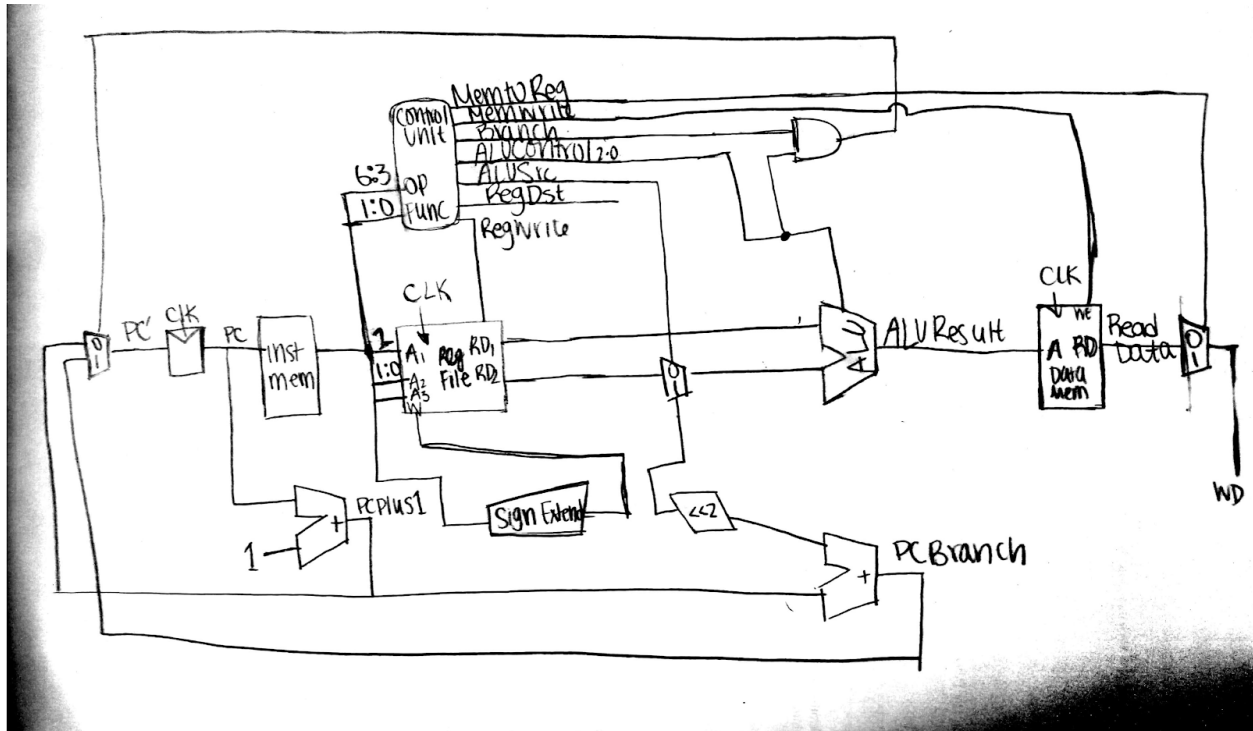 MemtoReg
MemWrite
Branch
ALUControl2:0
ALUSrc
RegDst
RegWrite
Control
Unit
OP
Func
6:3
1:0
CLK
PC'
CLK
PC
inst
mem
2
1:0
A1
A2
A3
W
Reg
File
RD1
RD2
0
1
0
1
ALU
ALUResult
CLK
WE
A RD
Data
Mem
Read
Data
0
1
WD
PCPlus1
+
1
Sign Extend
<<2
+
PCBranch